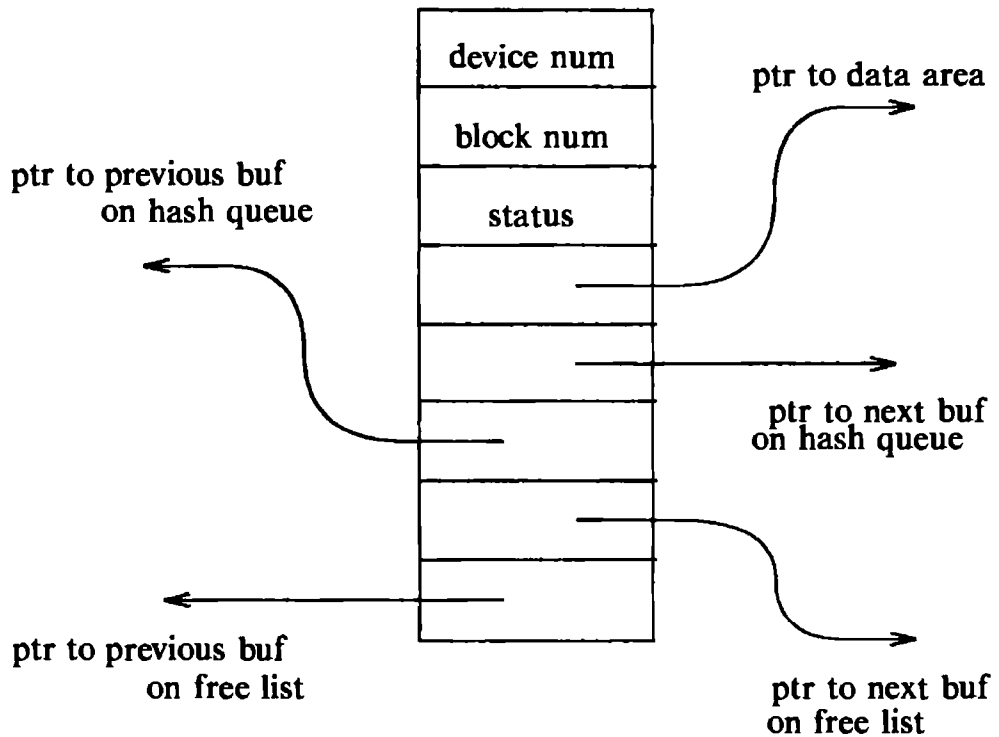 device num
ptr to data area
block num
ptr to previous buf
on hash queue
status
ptr to next buf
on hash queue
ptr to previous buf
on free list
ptr to next buf
on free list